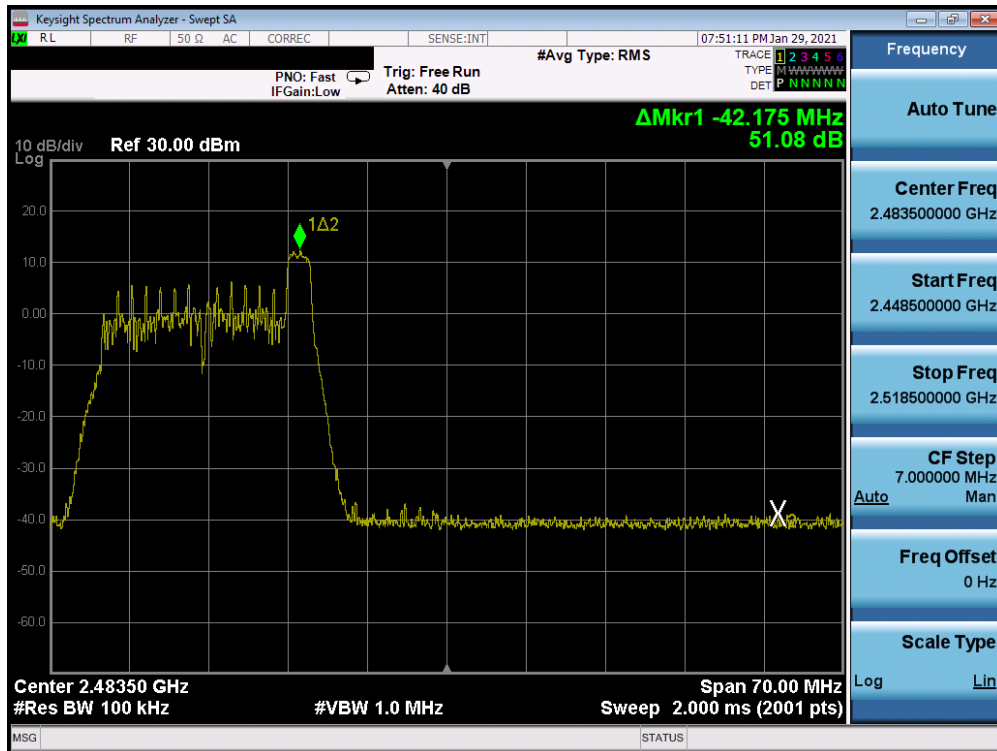 Keysight Spectrum Analyzer - Swept SA
LXI RL RF 50 Ω AC CORREC SENSE:INT 07:51:11 PM Jan 29, 2021
#Avg Type: RMS
TRACE 1 2 3 4 5 6
TYPE M W W W W W
DET P N N N N N
PNO: Fast
IFGain:Low
Trig: Free Run
Atten: 40 dB
ΔMkr1 -42.175 MHz
51.08 dB
10 dB/div Ref 30.00 dBm
Log
20.0
10.0
0.00
-10.0
-20.0
-30.0
-40.0
-50.0
-60.0
1Δ2
Center 2.48350 GHz
Span 70.00 MHz
#Res BW 100 kHz
#VBW 1.0 MHz
Sweep 2.000 ms (2001 pts)
MSG
STATUS
Frequency
Auto Tune
Center Freq
2.483500000 GHz
Start Freq
2.448500000 GHz
Stop Freq
2.518500000 GHz
CF Step
7.000000 MHz
Auto Man
Freq Offset
0 Hz
Scale Type
Log Lin